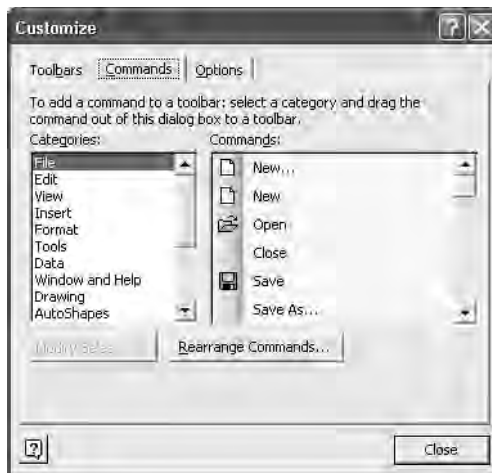 Customize
Toolbars Commands Options
To add a command to a toolbar: select a category and drag the
command out of this dialog box to a toolbar.
Categories: Commands:
File
Edit
View
Insert
Format
Tools
Data
Window and Help
Drawing
AutoShapes
New...
New
Open
Close
Save
Save As...
Rearrange Commands...
Close